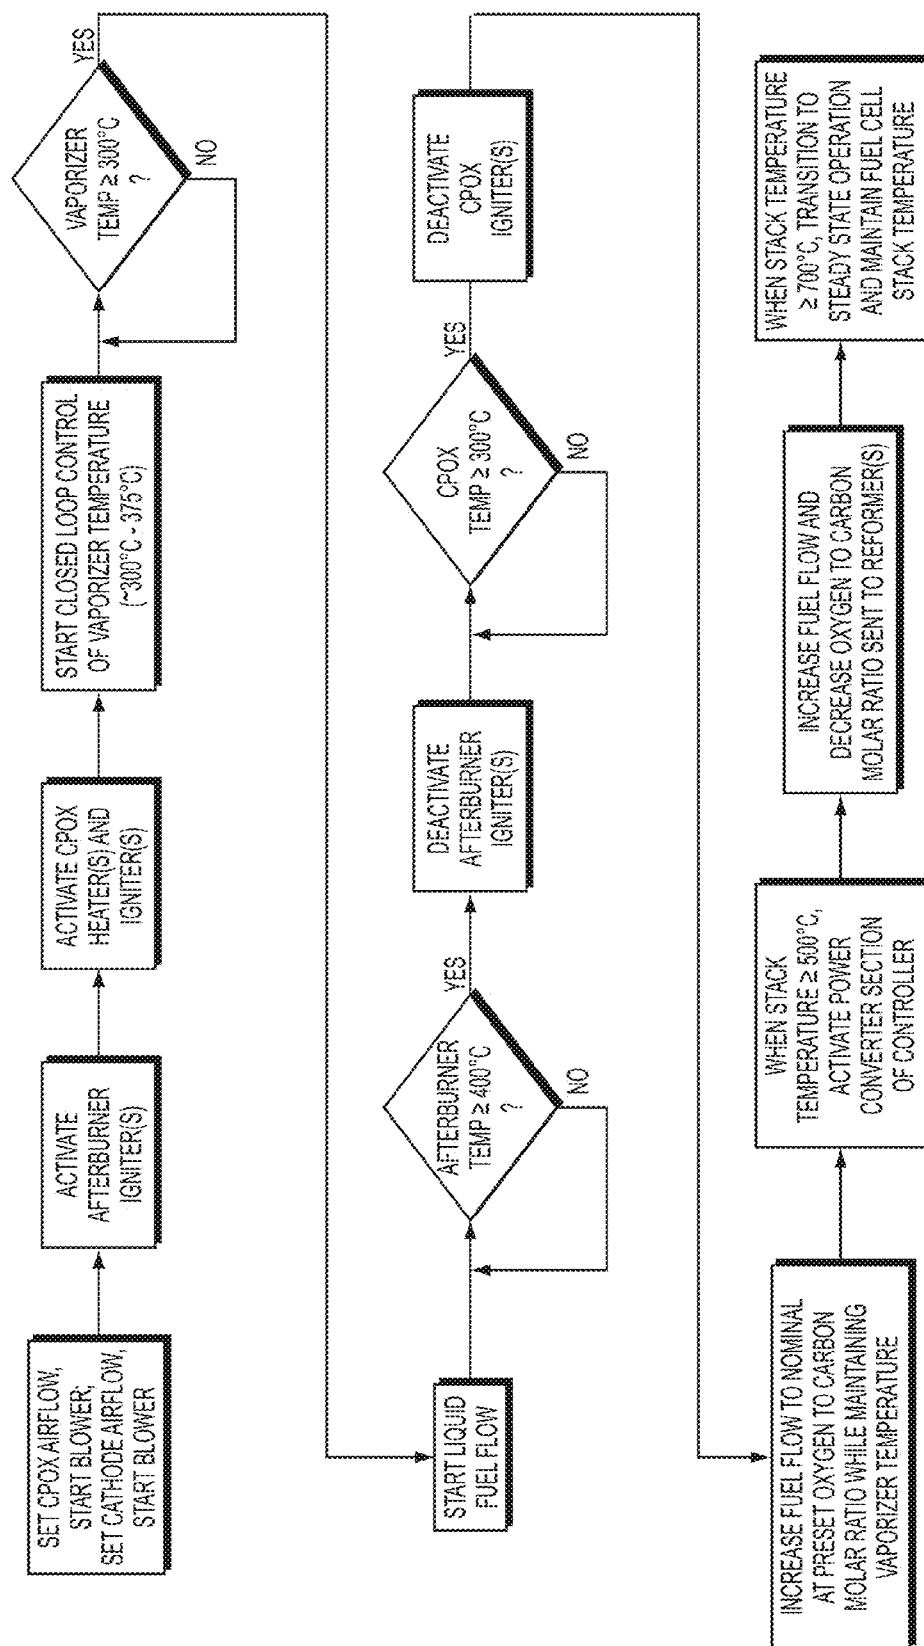 SET CPOX AIRFLOW,
START BLOWER;
SET CATHODE AIRFLOW,
START BLOWER
ACTIVATE
AFTERBURNER
IGNITER(S)
ACTIVATE CPOX
HEATER(S) AND
IGNITER(S)
START CLOSED LOOP CONTROL
OF VAPORIZER TEMPERATURE
(~300°C - 375°C)
VAPORIZER
TEMP ≥ 300°C
?
YES
NO
START LIQUID
FUEL FLOW
AFTERBURNER
TEMP ≥ 400°C
?
YES
NO
DEACTIVATE
AFTERBURNER
IGNITER(S)
CPOX
TEMP ≥ 300°C
?
YES
NO
DEACTIVATE
CPOX
IGNITER(S)
INCREASE FUEL FLOW TO NOMINAL
AT PRESET OXYGEN TO CARBON
MOLAR RATIO WHILE MAINTAINING
VAPORIZER TEMPERATURE
WHEN STACK
TEMPERATURE ≥ 500°C,
ACTIVATE POWER
CONVERTER SECTION
OF CONTROLLER
INCREASE FUEL FLOW AND
DECREASE OXYGEN TO CARBON
MOLAR RATIO SENT TO REFORMER(S)
WHEN STACK TEMPERATURE
≥ 700°C, TRANSITION TO
STEADY STATE OPERATION
AND MAINTAIN FUEL CELL
STACK TEMPERATURE